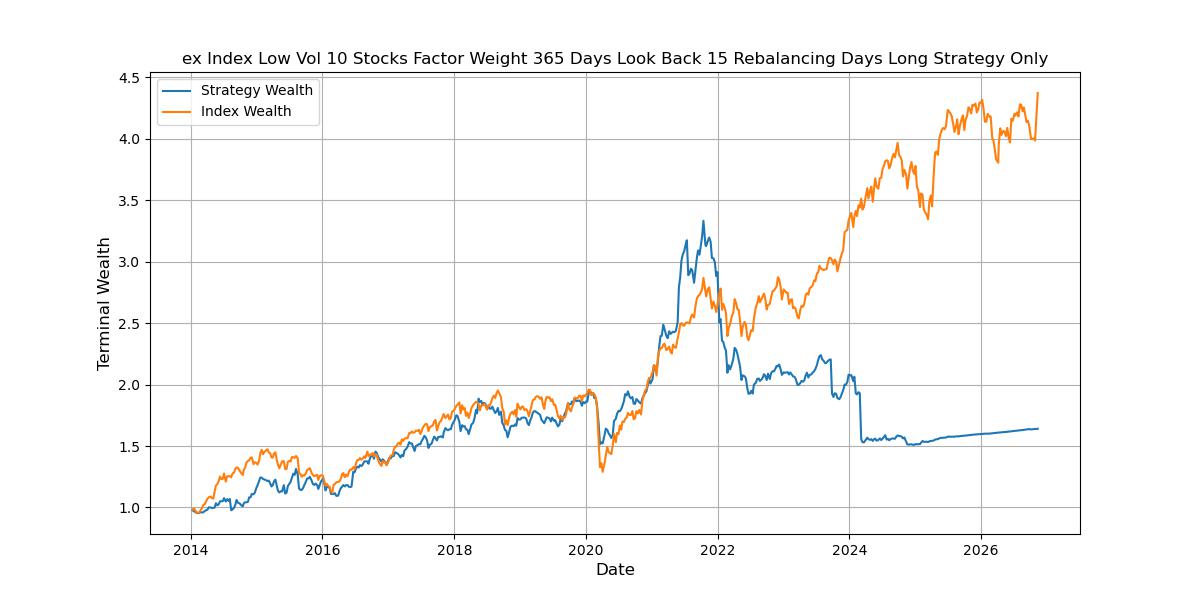 ex Index Low Vol 10 Stocks Factor Weight 365 Days Look Back 15 Rebalancing Days Long Strategy Only
Strategy Wealth
Index Wealth
Terminal Wealth
4.5
4.0
3.5
3.0
2.5
2.0
1.5
1.0
2014 2016 2018 2020 2022 2024 2026
Date